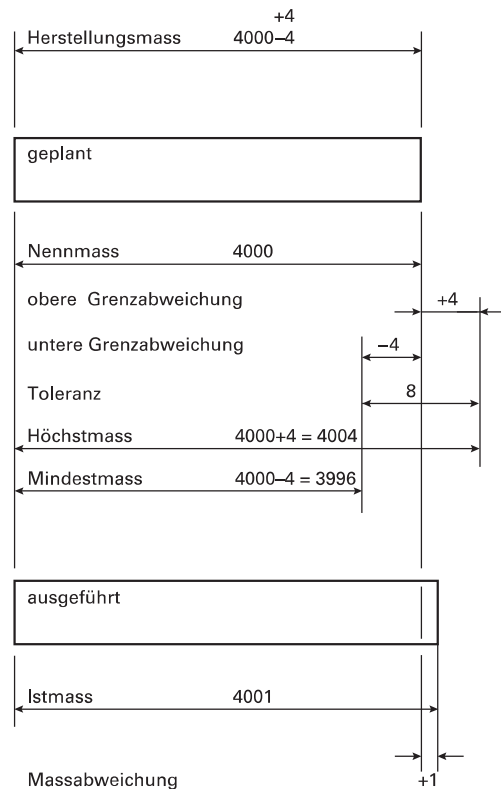 +4
Herstellungsmass 4000–4
geplant
Nennmass 4000
obere Grenzabweichung +4
untere Grenzabweichung –4
Toleranz 8
Höchstmass 4000+4 = 4004
Mindestmass 4000–4 = 3996
ausgeführt
Istmass 4001
Massabweichung +1